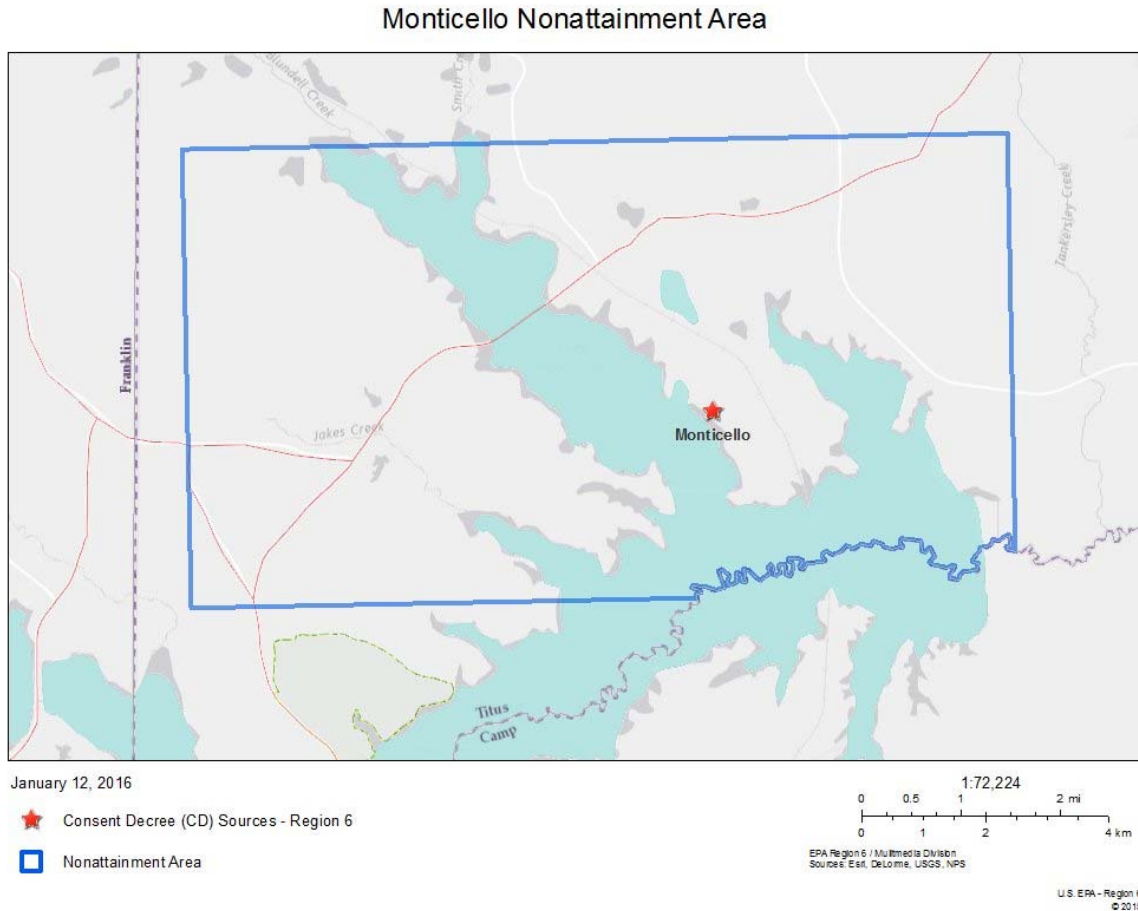 Monticello Nonattainment Area
Blundell Creek
Smith Cr
Tankersley Creek
Franklin
Jakes Creek
Monticello
Titus
Camp
January 12, 2016
1:72,224
0 0.5 1 2 mi
0 1 2 4 km
Consent Decree (CD) Sources - Region 6
Nonattainment Area
EPA Region 6 / Mulitmedia Division
Sources: Esri, DeLorme, USGS, NPS
U.S. EPA - Region 6